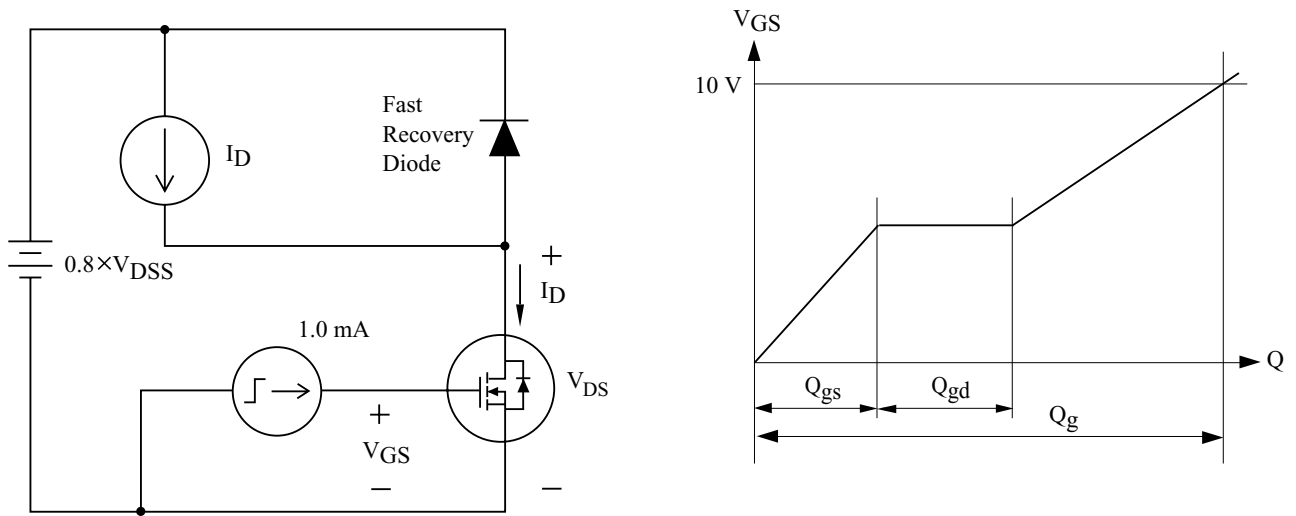 Fast
Recovery
Diode
I_D
0.8×V_DSS
+
I_D
1.0 mA
V_DS
+
V_GS
−
−
V_GS
10 V
Q
Q_gs
Q_gd
Q_g